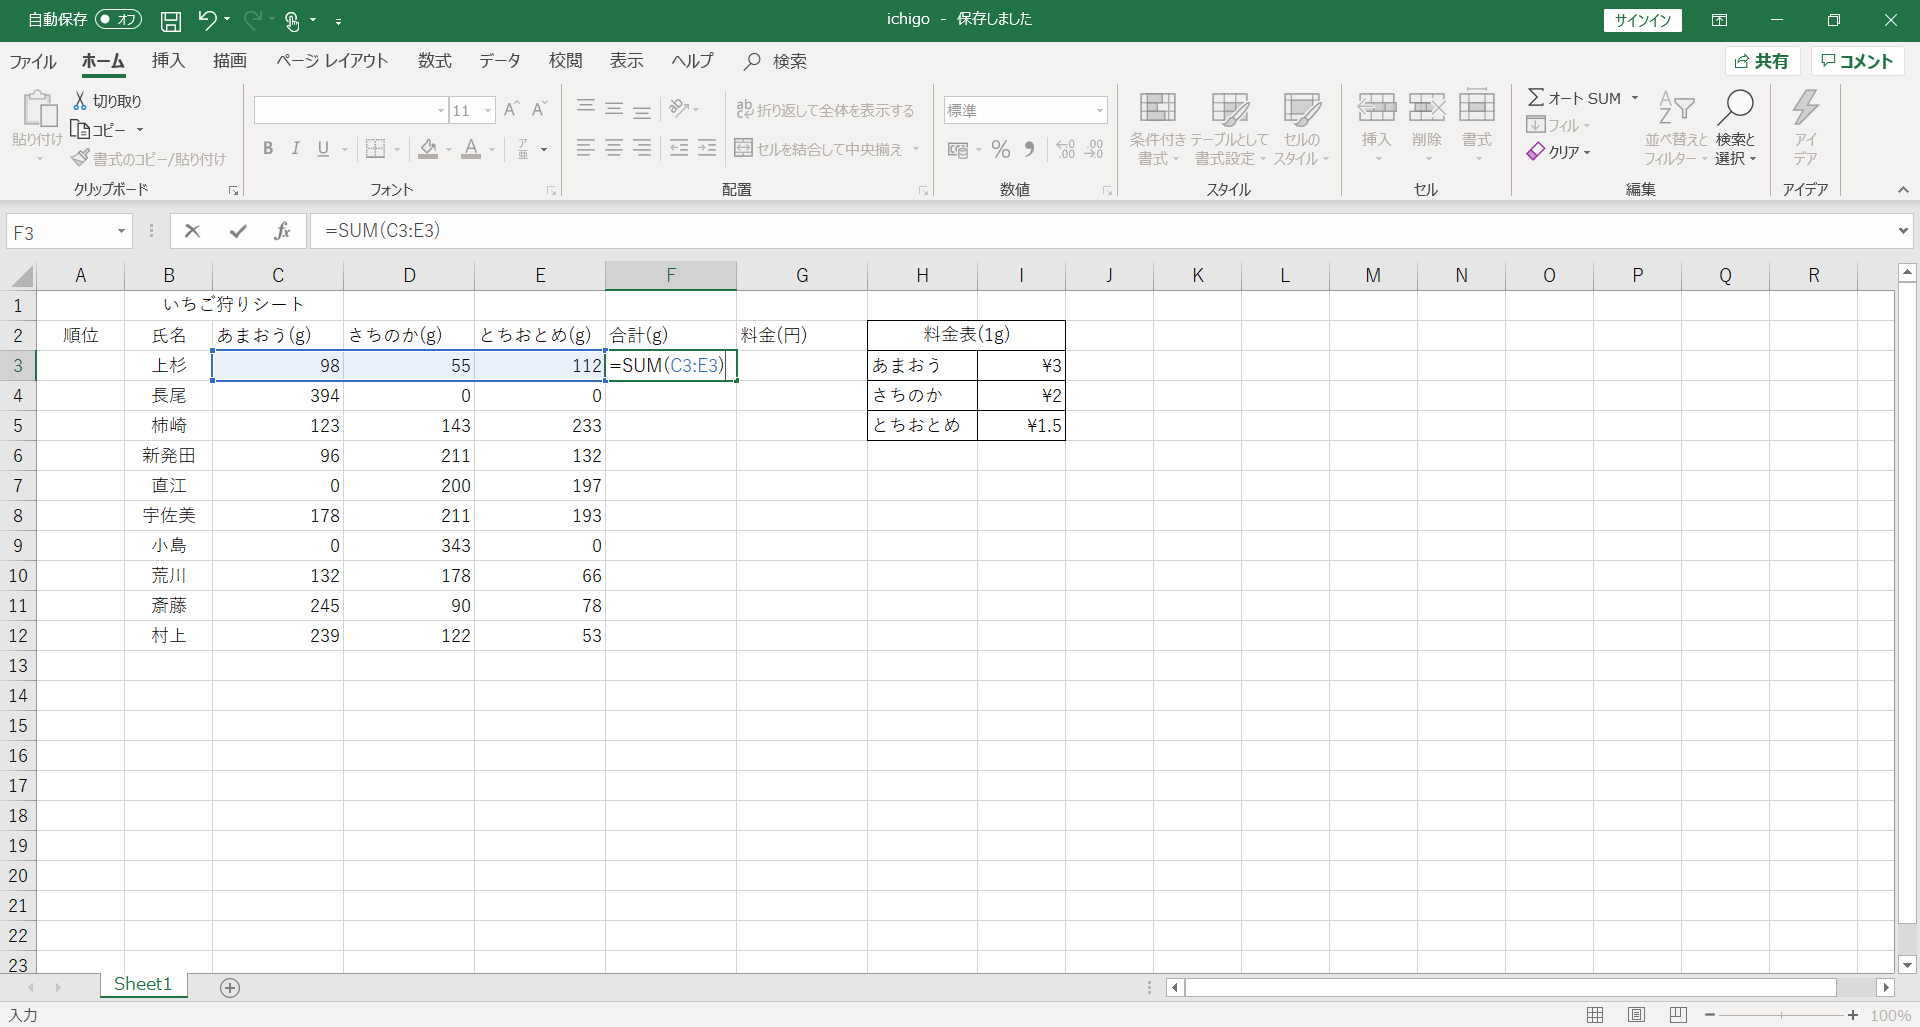 自動保存 オフ ichigo - 保存しました サインイン
ファイル ホーム 挿入 描画 ページ レイアウト 数式 データ 校閲 表示 ヘルプ 検索 共有 コメント
貼り付け
切り取り
コピー
書式のコピー/貼り付け
クリップボード
11 A A
B I U A ア亜
フォント
ab 折り返して全体を表示する
セルを結合して中央揃え
配置
標準
% ,
数値
条件付き書式
テーブルとして書式設定
セルのスタイル
スタイル
挿入 削除 書式
セル
オート SUM
フィル
クリア
並べ替えとフィルター
検索と選択
編集
アイデア
アイデア
F3 fx =SUM(C3:E3)
A B C D E F G H I J K L M N O P Q R
1 いちご狩りシート
2 順位 氏名 あまおう(g) さちのか(g) とちおとめ(g) 合計(g) 料金(円) 料金表(1g)
3 上杉 98 55 112 =SUM(C3:E3) あまおう ¥3
4 長尾 394 0 0 さちのか ¥2
5 柿崎 123 143 233 とちおとめ ¥1.5
6 新発田 96 211 132
7 直江 0 200 197
8 宇佐美 178 211 193
9 小島 0 343 0
10 荒川 132 178 66
11 斎藤 245 90 78
12 村上 239 122 53
13
14
15
16
17
18
19
20
21
22
23
Sheet1
入力 100%